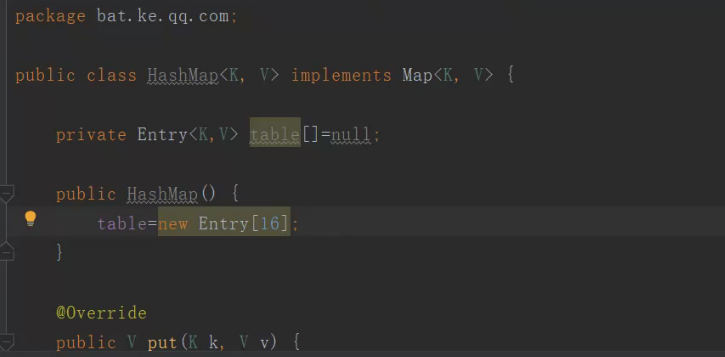 package bat.ke.qq.com;
public class HashMap<K, V> implements Map<K, V> {
private Entry<K,V> table[]=null;
public HashMap() {
table=new Entry[16];
}
@Override
public V put(K k, V v) {